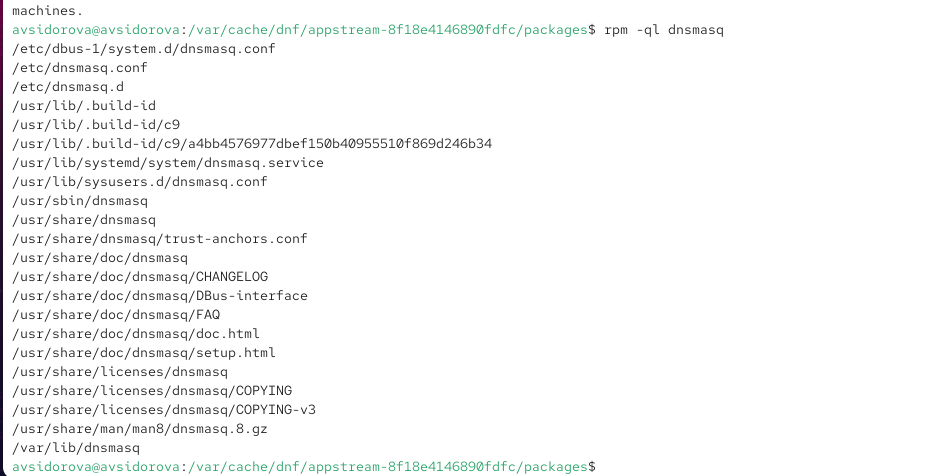 machines.
avsidorova@avsidorova:/var/cache/dnf/appstream-8f18e4146890fdfc/packages$ rpm -ql dnsmasq
/etc/dbus-1/system.d/dnsmasq.conf
/etc/dnsmasq.conf
/etc/dnsmasq.d
/usr/lib/.build-id
/usr/lib/.build-id/c9
/usr/lib/.build-id/c9/a4bb4576977dbef150b40955510f869d246b34
/usr/lib/systemd/system/dnsmasq.service
/usr/lib/sysusers.d/dnsmasq.conf
/usr/sbin/dnsmasq
/usr/share/dnsmasq
/usr/share/dnsmasq/trust-anchors.conf
/usr/share/doc/dnsmasq
/usr/share/doc/dnsmasq/CHANGELOG
/usr/share/doc/dnsmasq/DBus-interface
/usr/share/doc/dnsmasq/FAQ
/usr/share/doc/dnsmasq/doc.html
/usr/share/doc/dnsmasq/setup.html
/usr/share/licenses/dnsmasq
/usr/share/licenses/dnsmasq/COPYING
/usr/share/licenses/dnsmasq/COPYING-v3
/usr/share/man/man8/dnsmasq.8.gz
/var/lib/dnsmasq
avsidorova@avsidorova:/var/cache/dnf/appstream-8f18e4146890fdfc/packages$